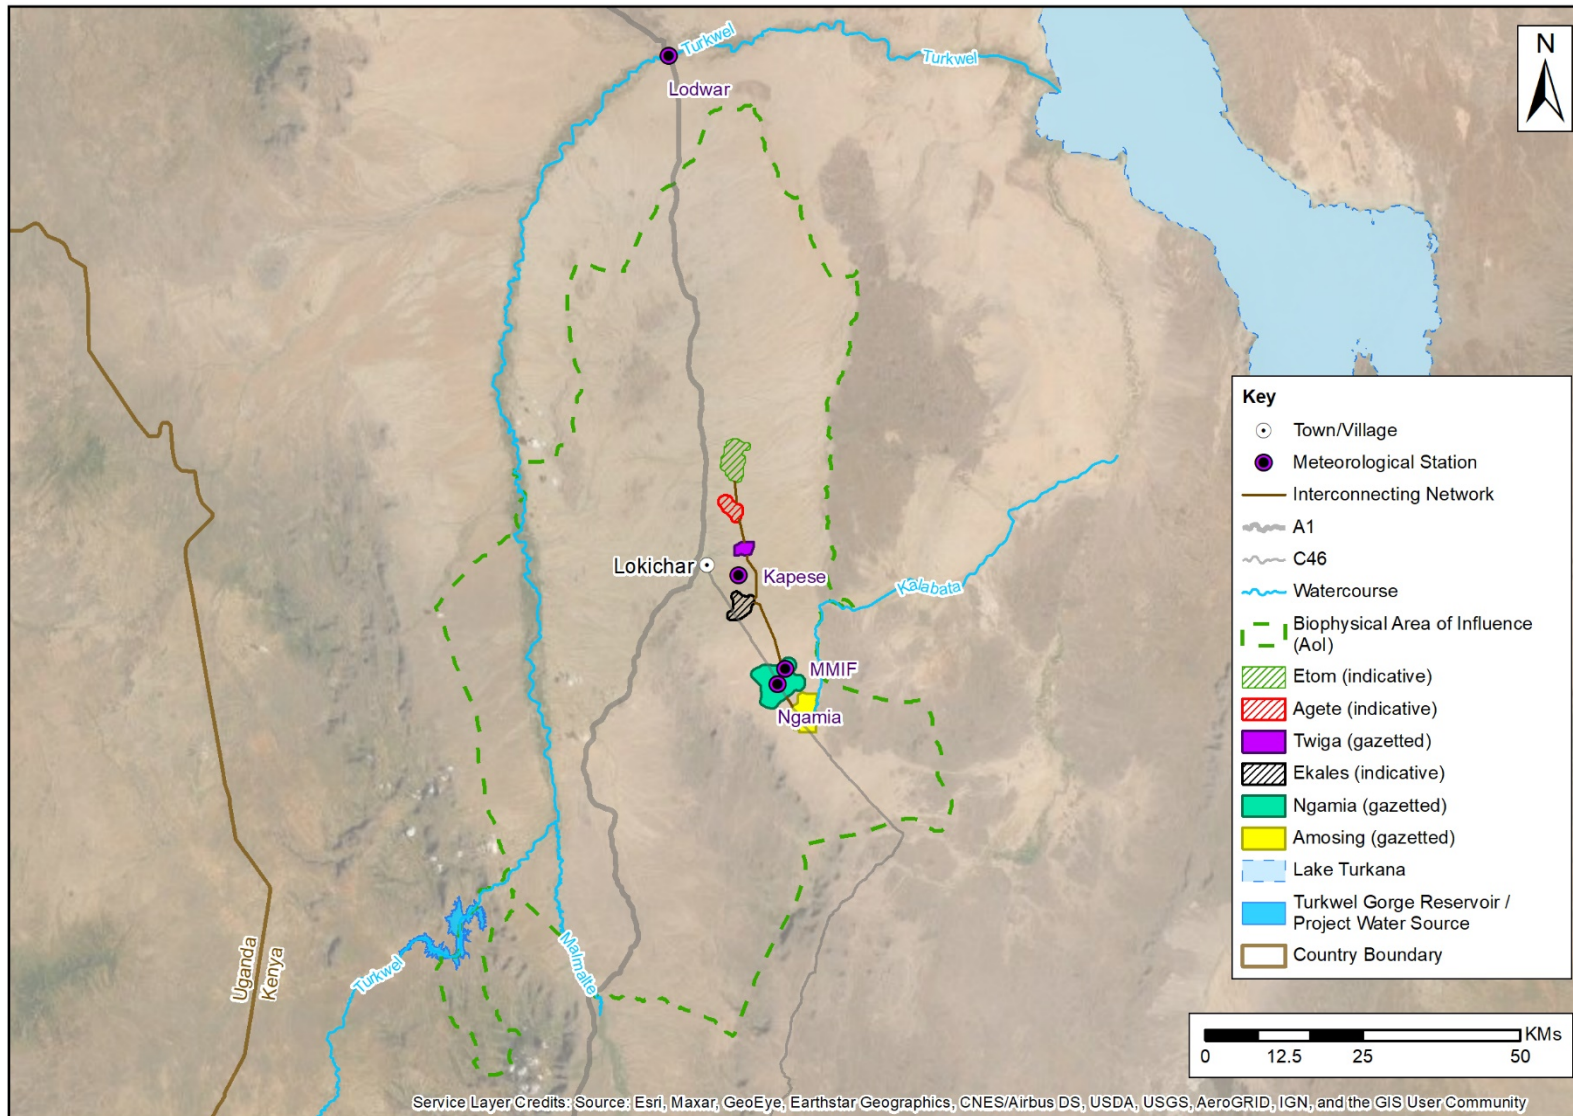 Turkwel
Turkwel
N
Lodwar
Key
Town/Village
Meteorological Station
Interconnecting Network
A1
C46
Watercourse
Biophysical Area of Influence
(AoI)
Etom (indicative)
Agete (indicative)
Twiga (gazetted)
Ekales (indicative)
Ngamia (gazetted)
Amosing (gazetted)
Lake Turkana
Turkwel Gorge Reservoir /
Project Water Source
Country Boundary
Lokichar
Kapese
Kalabata
MMIF
Ngamia
Uganda
Kenya
Turkwel
Malmalte
KMs
0 12.5 25 50
Service Layer Credits: Source: Esri, Maxar, GeoEye, Earthstar Geographics, CNES/Airbus DS, USDA, USGS, AeroGRID, IGN, and the GIS User Community